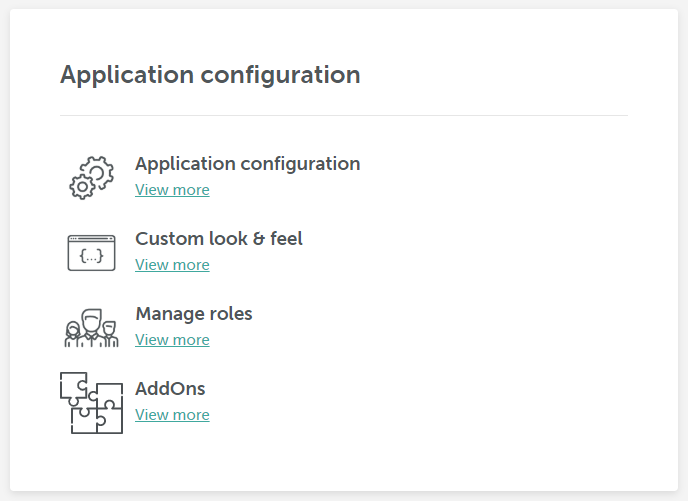 Application configuration
Application configuration
View more
{...}
Custom look & feel
View more
Manage roles
View more
AddOns
View more